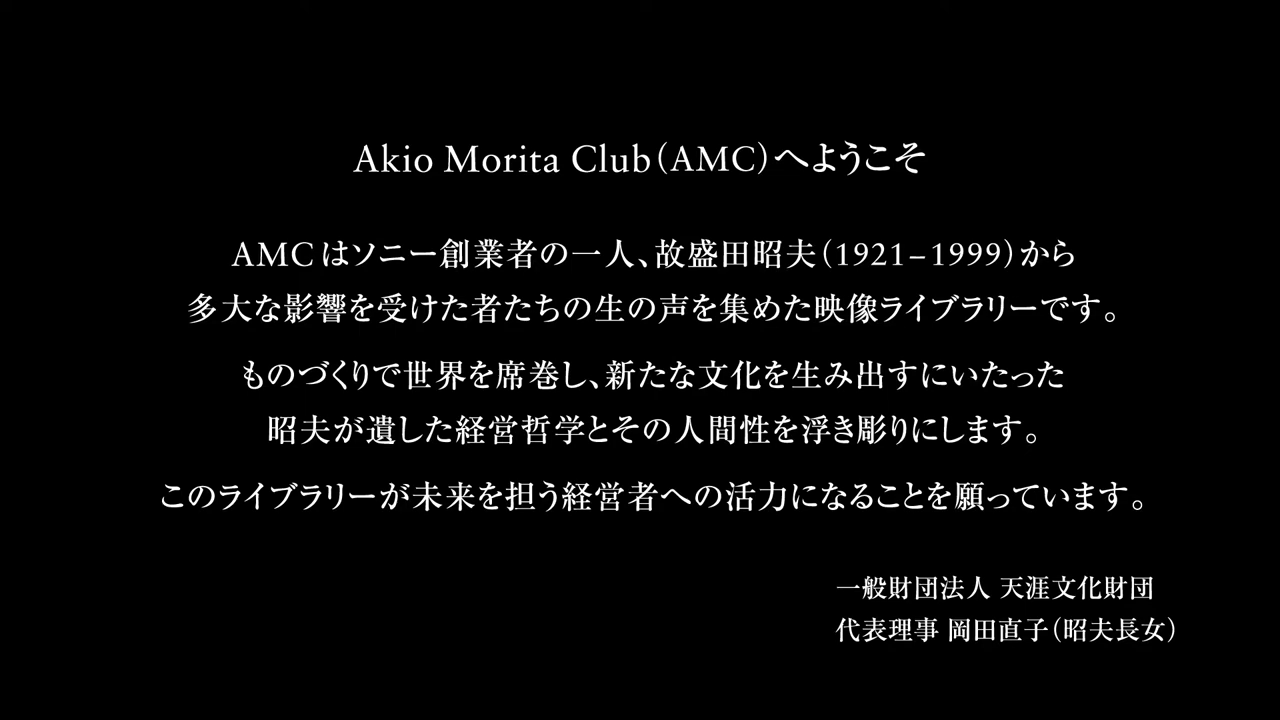 Akio Morita Club（AMC）へようこそ
AMCはソニー創業者の一人、故盛田昭夫（1921–1999）から
多大な影響を受けた者たちの生の声を集めた映像ライブラリーです。
ものづくりで世界を席巻し、新たな文化を生み出すにいたった
昭夫が遺した経営哲学とその人間性を浮き彫りにします。
このライブラリーが未来を担う経営者への活力になることを願っています。
一般財団法人 天涯文化財団
代表理事 岡田直子（昭夫長女）